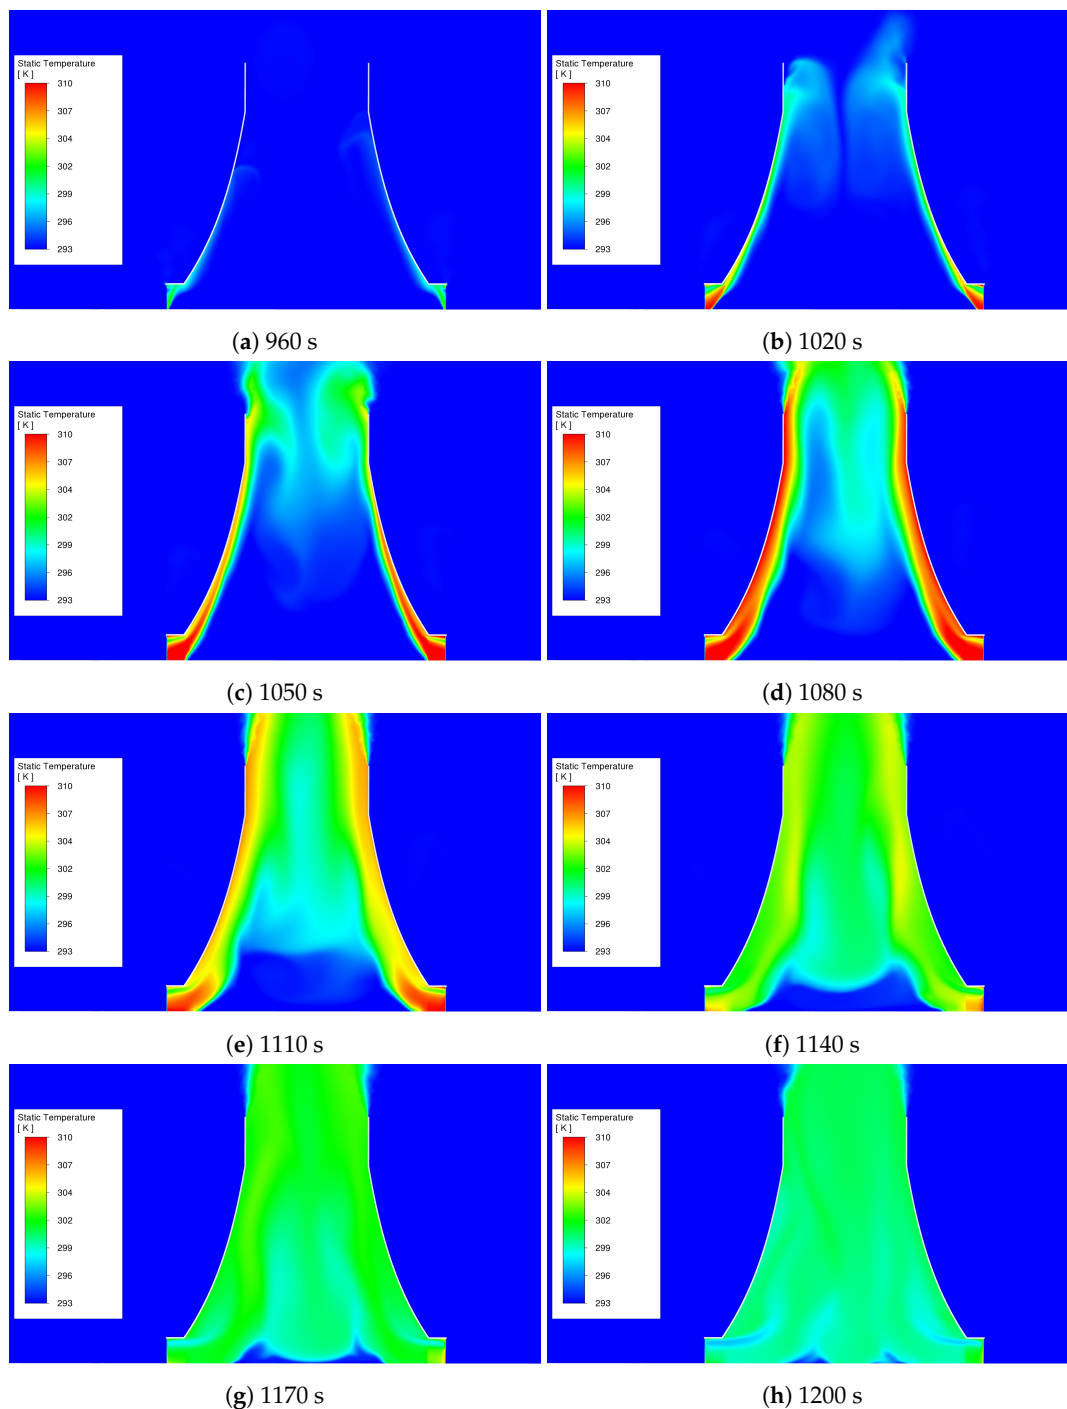 Static Temperature
[ K ]
310
307
304
302
299
296
293
(a) 960 s
Static Temperature
[ K ]
310
307
304
302
299
296
293
(b) 1020 s
Static Temperature
[ K ]
310
307
304
302
299
296
293
(c) 1050 s
Static Temperature
[ K ]
310
307
304
302
299
296
293
(d) 1080 s
Static Temperature
[ K ]
310
307
304
302
299
296
293
(e) 1110 s
Static Temperature
[ K ]
310
307
304
302
299
296
293
(f) 1140 s
Static Temperature
[ K ]
310
307
304
302
299
296
293
(g) 1170 s
Static Temperature
[ K ]
310
307
304
302
299
296
293
(h) 1200 s